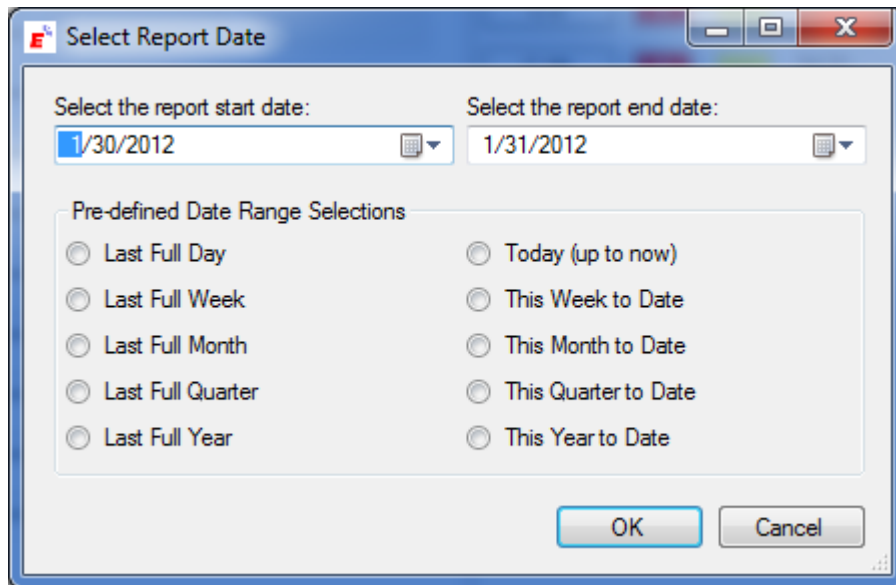 Select Report Date
Select the report start date: Select the report end date:
1/30/2012 1/31/2012
Pre-defined Date Range Selections
Last Full Day Today (up to now)
Last Full Week This Week to Date
Last Full Month This Month to Date
Last Full Quarter This Quarter to Date
Last Full Year This Year to Date
OK Cancel